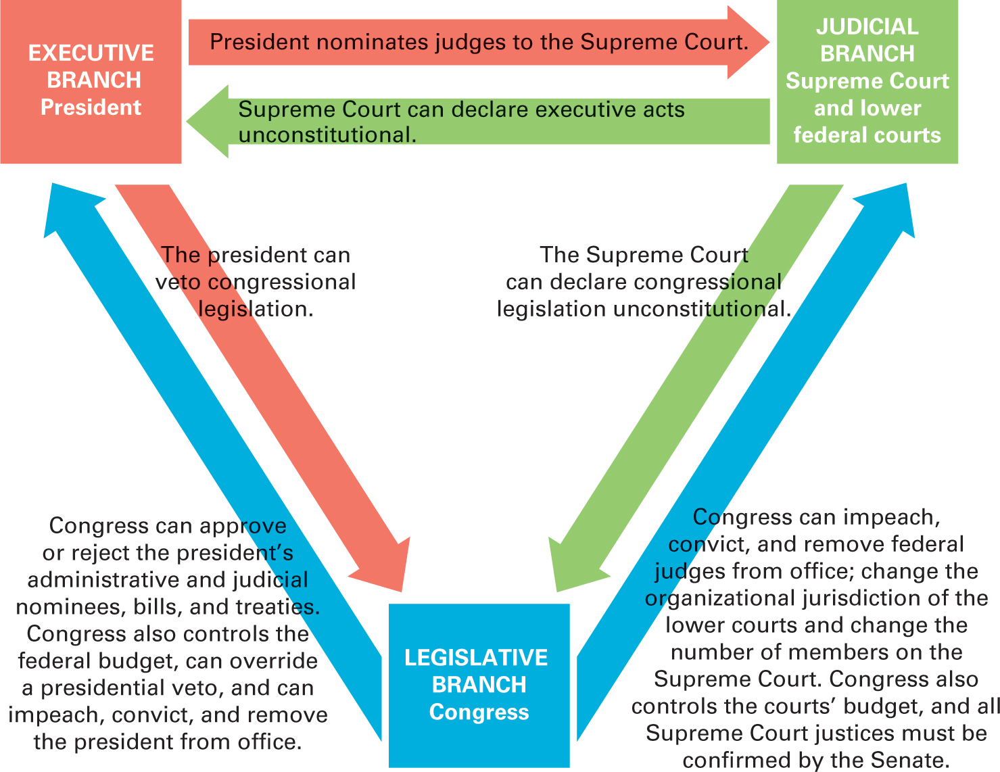 EXECUTIVE
BRANCH
President
President nominates judges to the Supreme Court.
Supreme Court can declare executive acts
unconstitutional.
JUDICIAL
BRANCH
Supreme Court
and lower
federal courts
The president can
veto congressional
legislation.
The Supreme Court
can declare congressional
legislation unconstitutional.
Congress can approve
or reject the president’s
administrative and judicial
nominees, bills, and treaties.
Congress also controls the
federal budget, can override
a presidential veto, and can
impeach, convict, and remove
the president from office.
LEGISLATIVE
BRANCH
Congress
Congress can impeach,
convict, and remove federal
judges from office; change the
organizational jurisdiction of the
lower courts and change the
number of members on the
Supreme Court. Congress also
controls the courts’ budget, and all
Supreme Court justices must be
confirmed by the Senate.